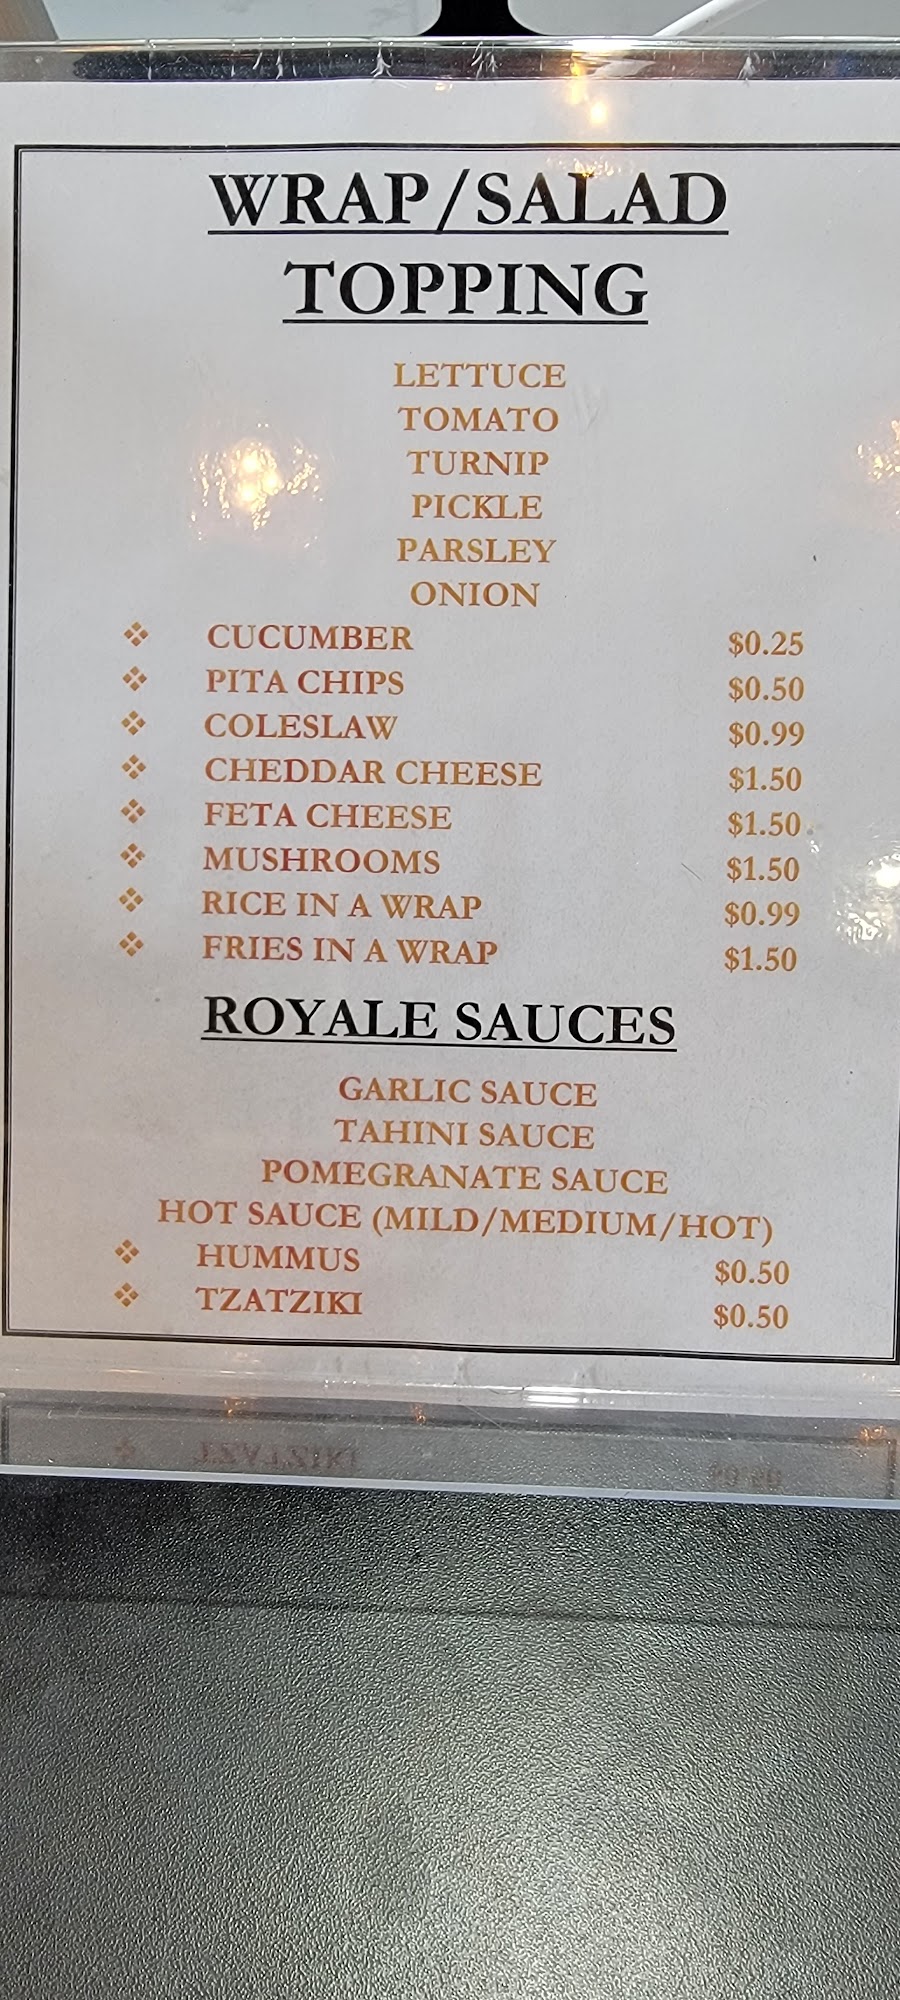 WRAP/SALAD
TOPPING
LETTUCE
TOMATO
TURNIP
PICKLE
PARSLEY
ONION
❖ CUCUMBER $0.25
❖ PITA CHIPS $0.50
❖ COLESLAW $0.99
❖ CHEDDAR CHEESE $1.50
❖ FETA CHEESE $1.50
❖ MUSHROOMS $1.50
❖ RICE IN A WRAP $0.99
❖ FRIES IN A WRAP $1.50
ROYALE SAUCES
GARLIC SAUCE
TAHINI SAUCE
POMEGRANATE SAUCE
HOT SAUCE (MILD/MEDIUM/HOT)
❖ HUMMUS $0.50
❖ TZATZIKI $0.50